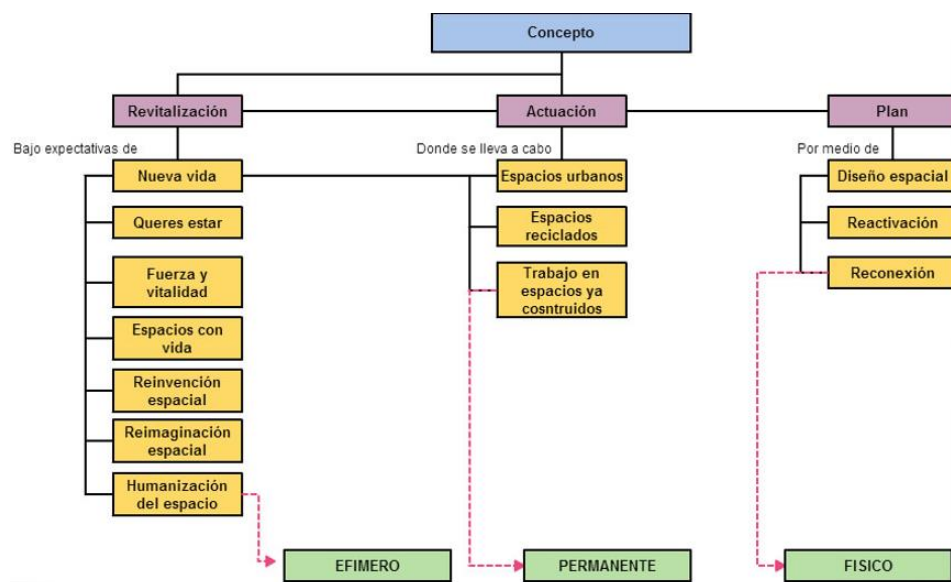 Concepto
Revitalización
Actuación
Plan
Bajo expectativas de
Donde se lleva a cabo
Por medio de
Nueva vida
Espacios urbanos
Diseño espacial
Queres estar
Espacios
reciclados
Reactivación
Fuerza y
vitalidad
Trabajo en
espacios ya
cosntruidos
Reconexión
Espacios con
vida
Reinvención
espacial
Reimaginación
espacial
Humanización
del espacio
EFIMERO
PERMANENTE
FISICO